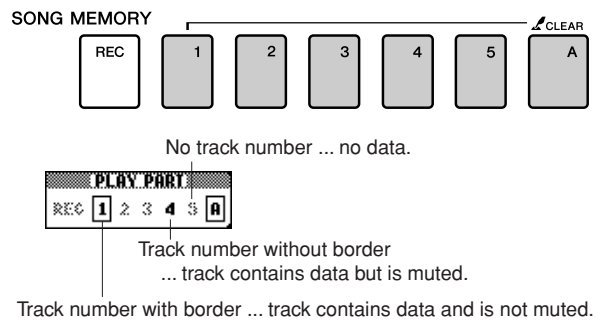 SONG MEMORY
CLEAR
REC 1 2 3 4 5 A
No track number ... no data.
PLAY PART
REC 1 2 3 4 5 A
Track number without border
... track contains data but is muted.
Track number with border ... track contains data and is not muted.